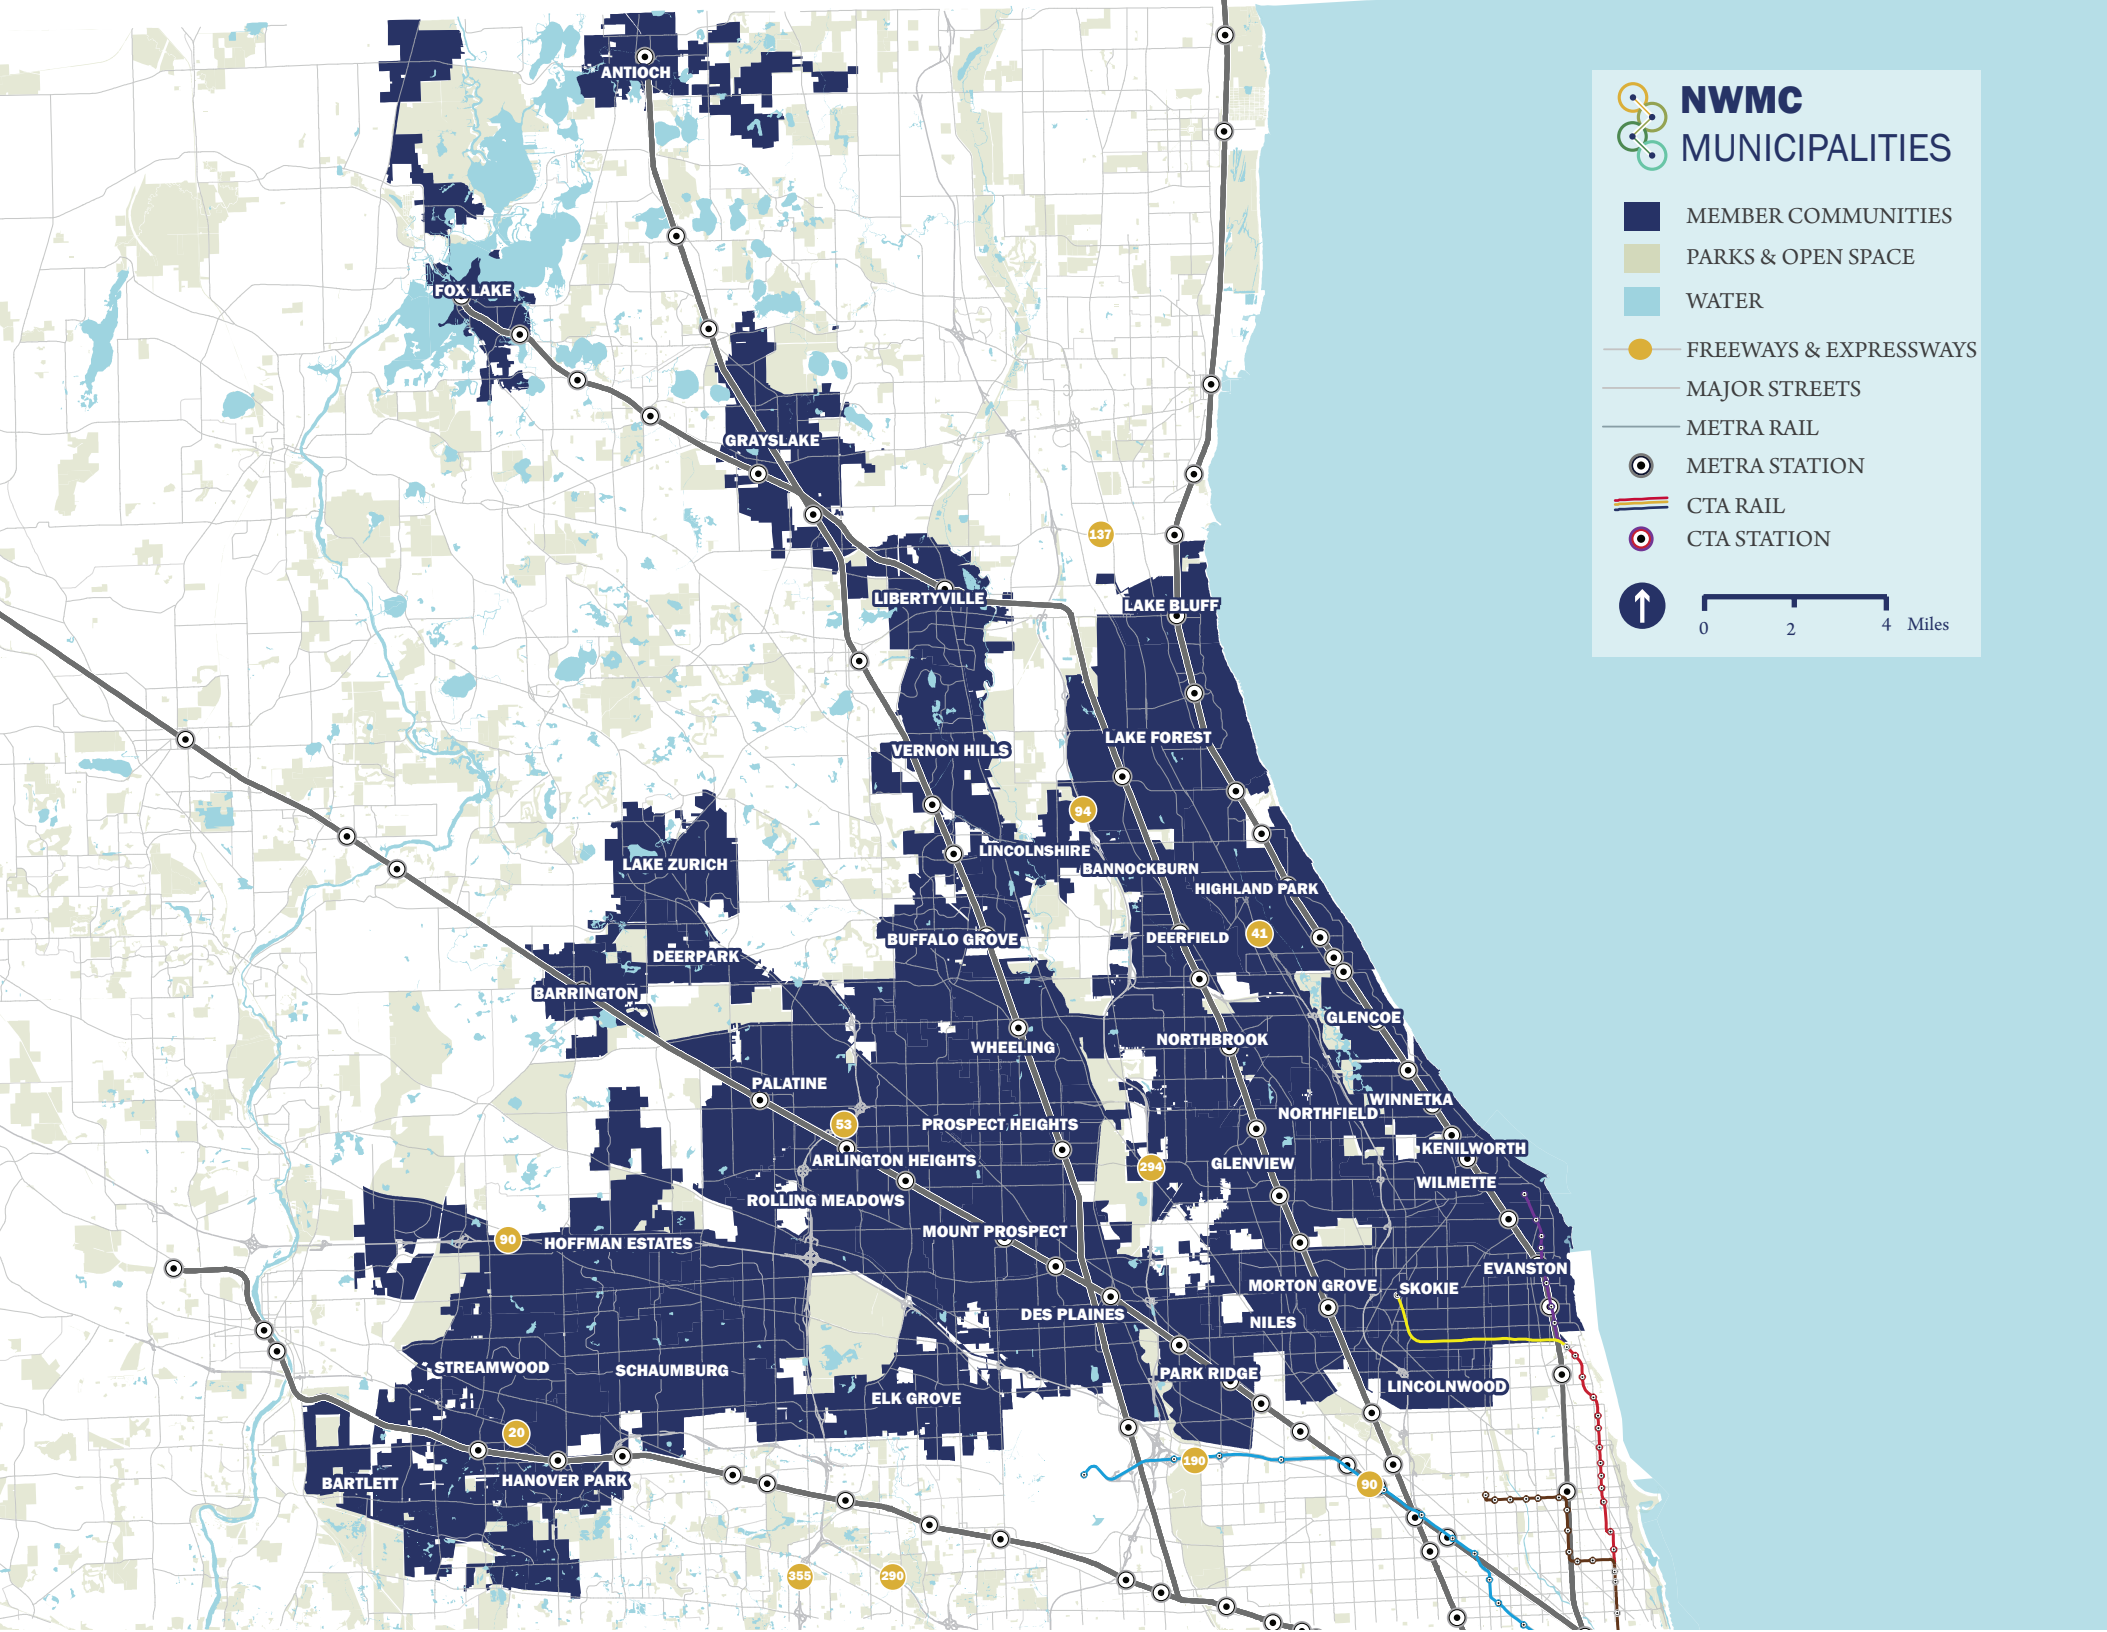 NWMC
MUNICIPALITIES
MEMBER COMMUNITIES
PARKS & OPEN SPACE
WATER
FREEWAYS & EXPRESSWAYS
MAJOR STREETS
METRA RAIL
METRA STATION
CTA RAIL
CTA STATION
0 2 4 Miles
ANTIOCH
FOX LAKE
GRAYSLAKE
137
LIBERTYVILLE
LAKE BLUFF
LAKE FOREST
VERNON HILLS
94
LINCOLNSHIRE
LAKE ZURICH
BANNOCKBURN
HIGHLAND PARK
41
BUFFALO GROVE
DEERFIELD
DEERPARK
BARRINGTON
GLENCOE
NORTHBROOK
WHEELING
PALATINE
WINNETKA
NORTHFIELD
53
PROSPECT HEIGHTS
KENILWORTH
ARLINGTON HEIGHTS
GLENVIEW
294
WILMETTE
ROLLING MEADOWS
MOUNT PROSPECT
90
HOFFMAN ESTATES
EVANSTON
MORTON GROVE
SKOKIE
DES PLAINES
NILES
STREAMWOOD
SCHAUMBURG
PARK RIDGE
LINCOLNWOOD
ELK GROVE
20
190
BARTLETT
HANOVER PARK
90
355
290